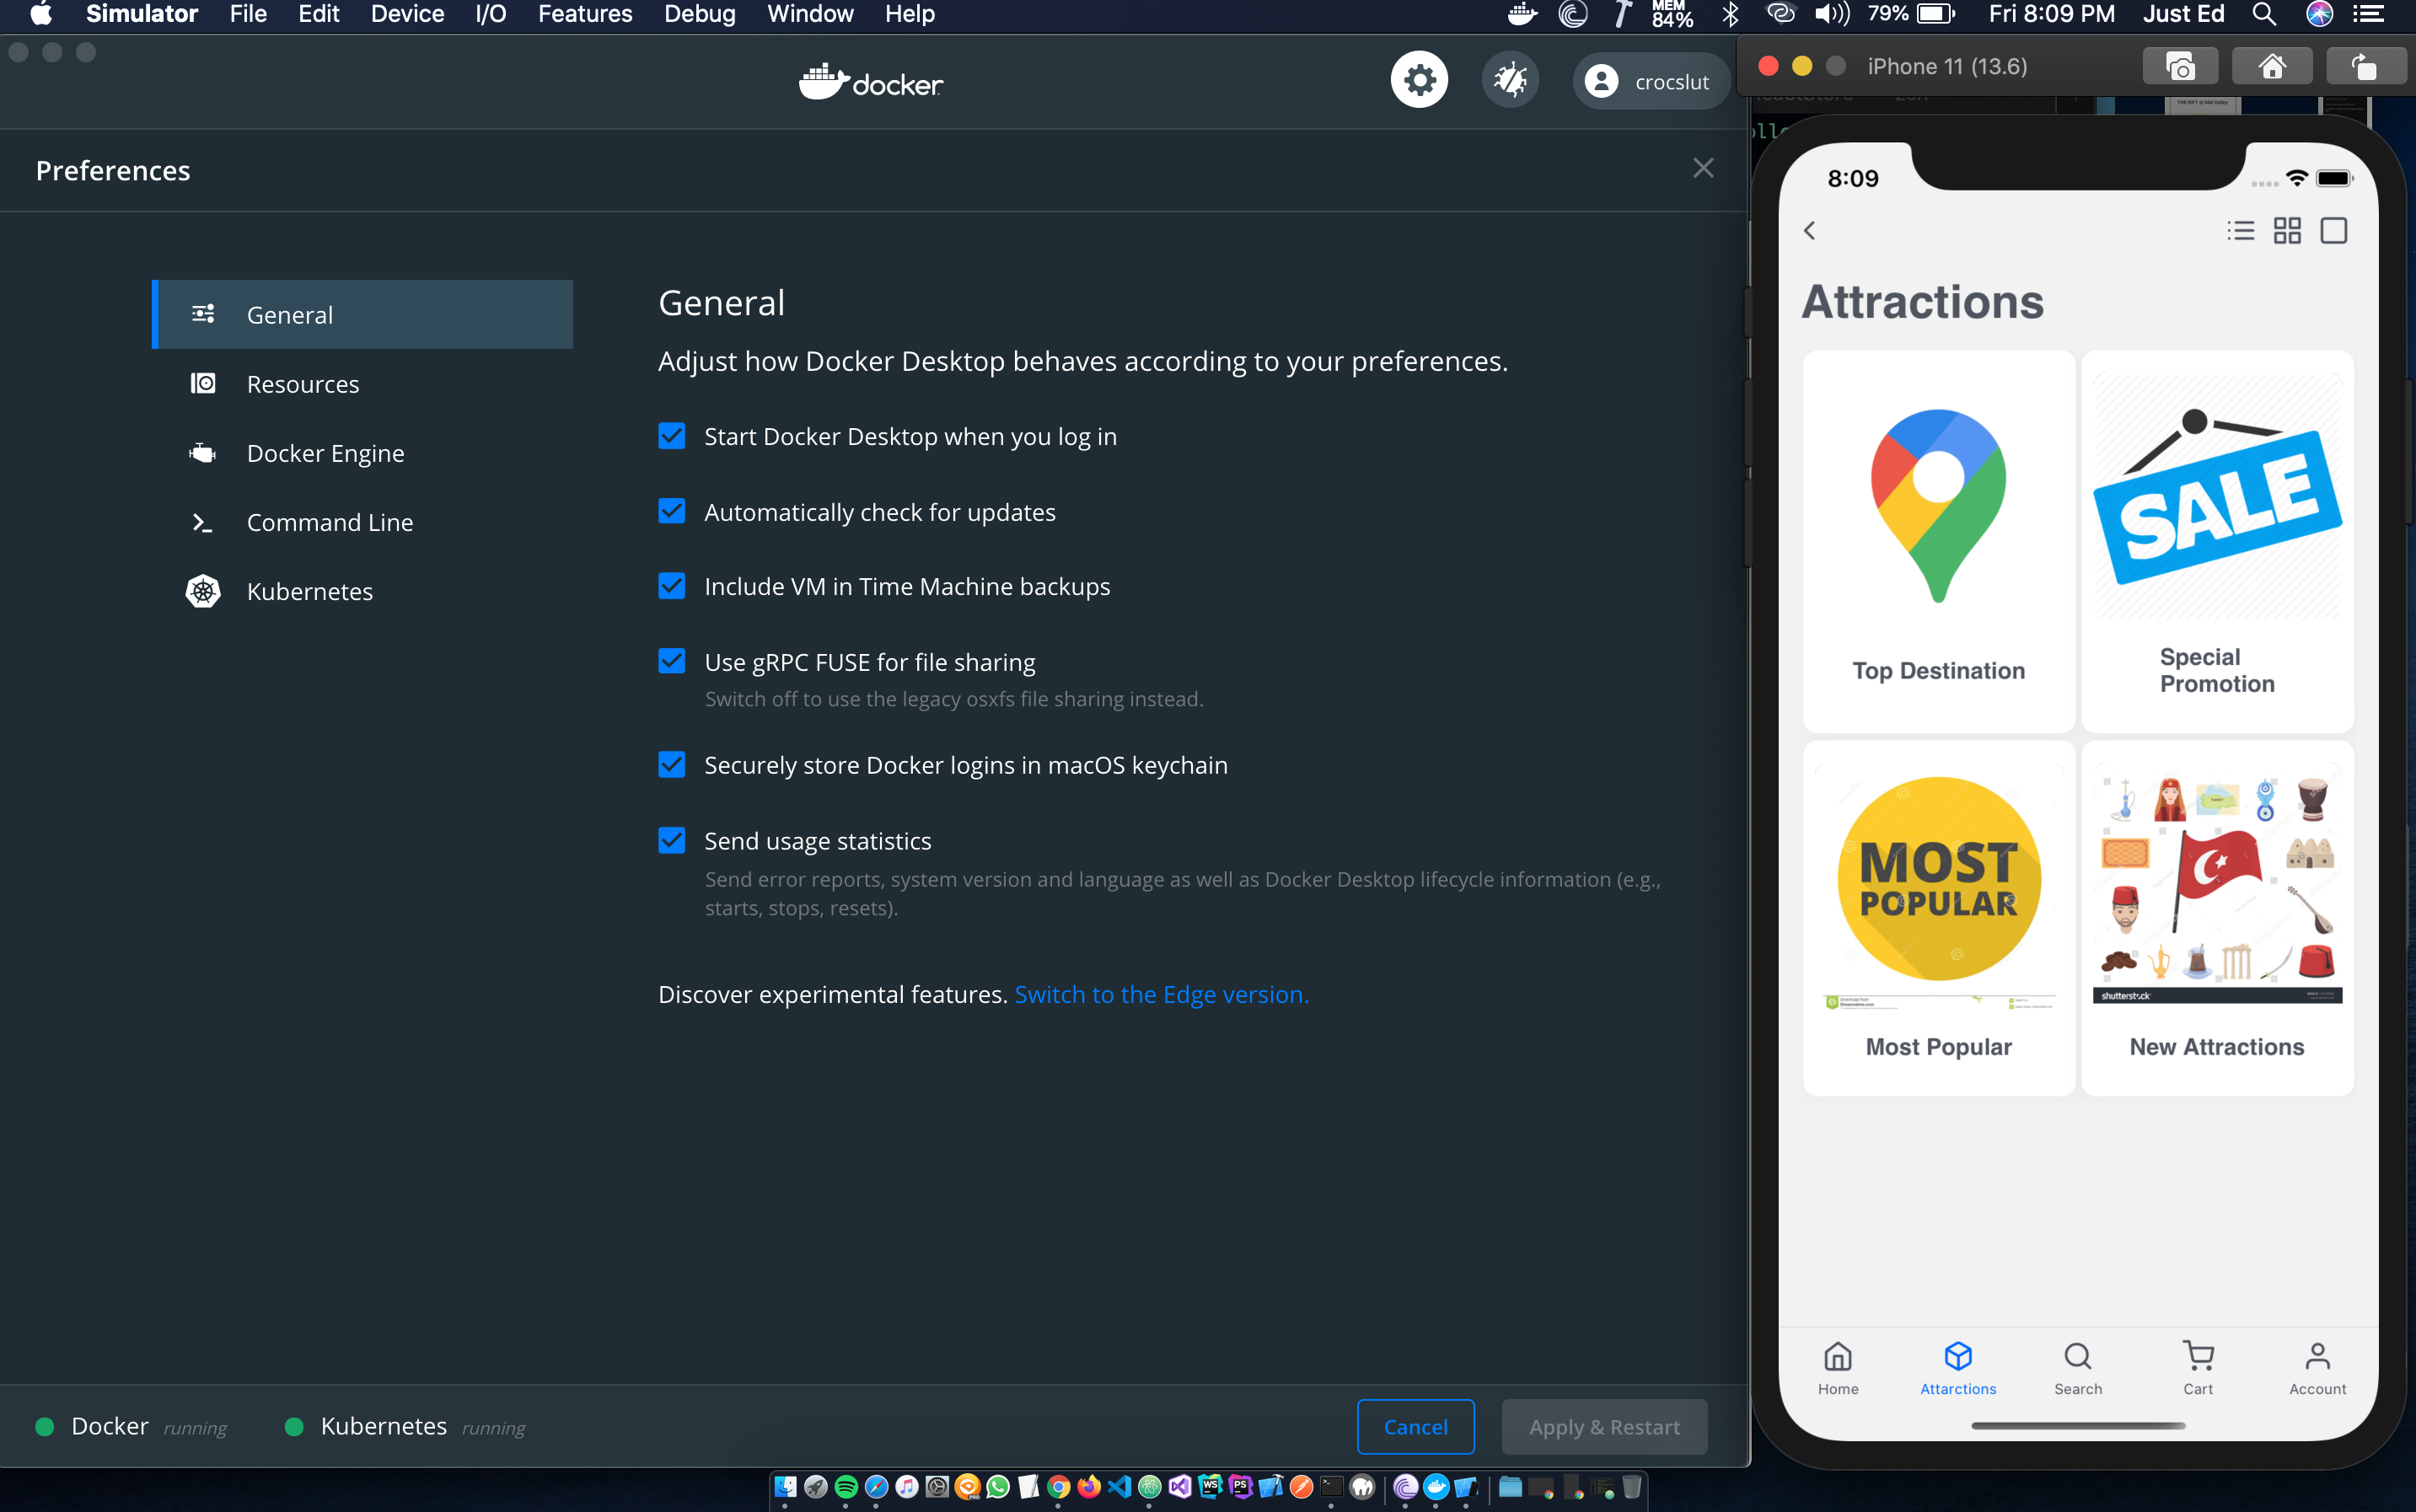 Simulator File Edit Device I/O Features Debug Window Help MEM 84% 79% Fri 8:09 PM Just Ed
docker crocslut
Preferences
General
Resources
Docker Engine
Command Line
Kubernetes
General
Adjust how Docker Desktop behaves according to your preferences.
Start Docker Desktop when you log in
Automatically check for updates
Include VM in Time Machine backups
Use gRPC FUSE for file sharing
Switch off to use the legacy osxfs file sharing instead.
Securely store Docker logins in macOS keychain
Send usage statistics
Send error reports, system version and language as well as Docker Desktop lifecycle information (e.g.,
starts, stops, resets).
Discover experimental features. Switch to the Edge version.
Docker running Kubernetes running
Cancel Apply & Restart
iPhone 11 (13.6)
8:09
Attractions
SALE
Top Destination
Special
Promotion
MOST
POPULAR
TURKEY
shutterstock
Most Popular
New Attractions
Home Attarctions Search Cart Account
WS PS